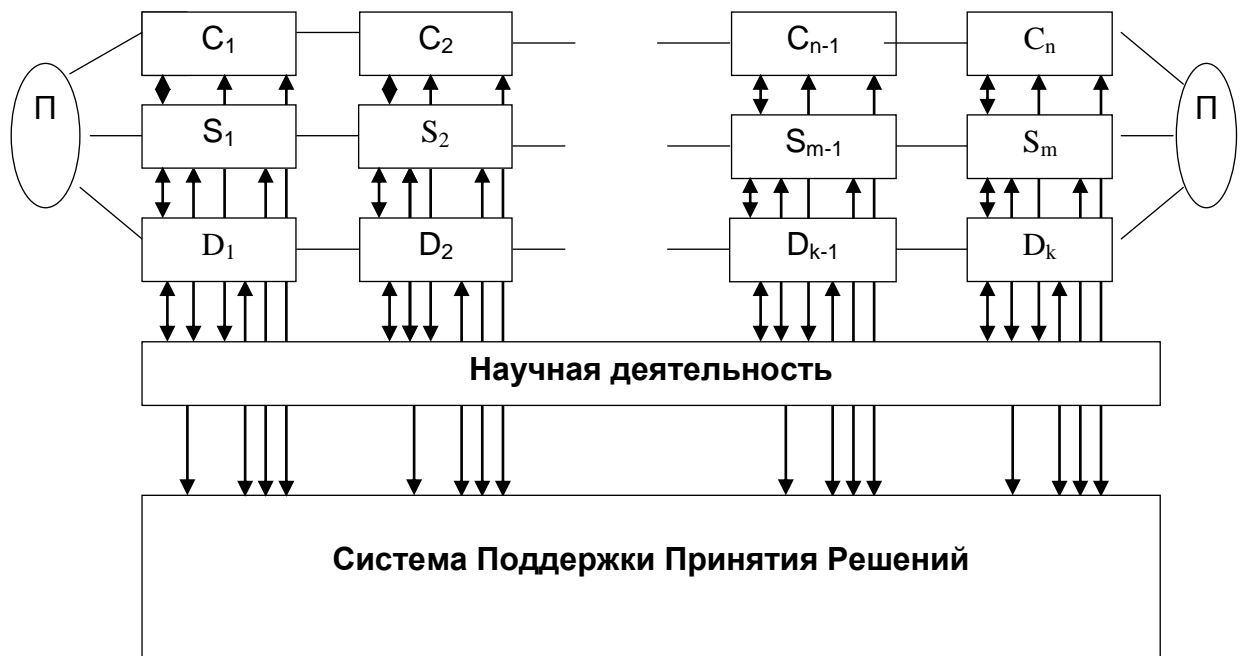 C1 C2 Cn-1 Cn
П П
S1 S2 Sm-1 Sm
D1 D2 Dk-1 Dk
Научная деятельность
Система Поддержки Принятия Решений